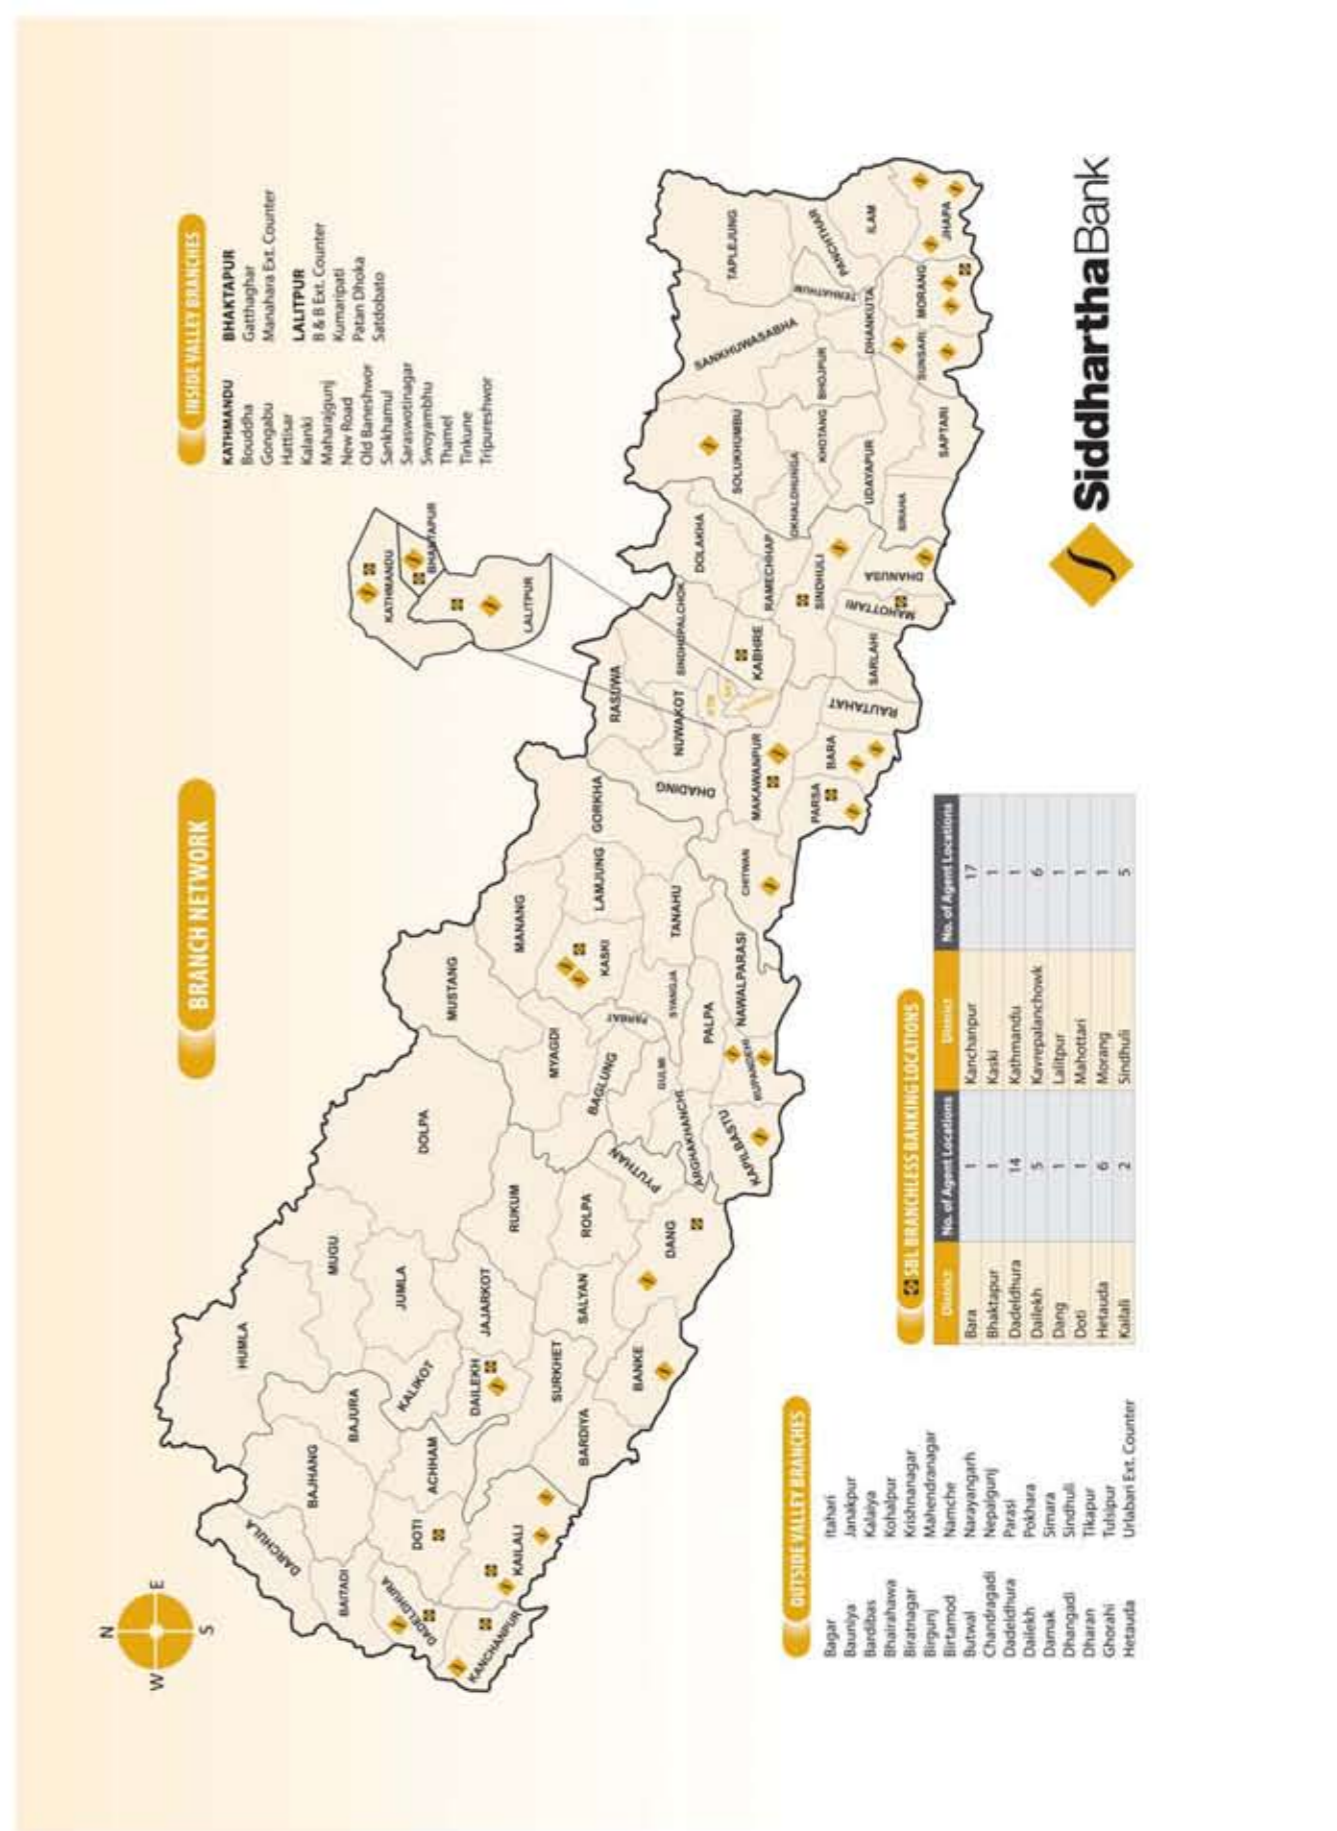 BRANCH NETWORK
INSIDE VALLEY BRANCHES
KATHMANDU
Bouddha
Gongabu
Hattisar
Kalanki
Maharajgunj
New Road
Old Baneshwor
Sankhamul
Saraswotinagar
Swoyambhu
Thamel
Tinkune
Tripureshwor
BHAKTAPUR
Gatthaghar
Manahara Ext. Counter
LALITPUR
B & B Ext. Counter
Kumaripati
Patan Dhoka
Satdobato
N
W E
S
KATHMANDU
BHAKTAPUR
LALITPUR
DARCHULA
BAITADI
DADELDHURA
KANCHANPUR
BAJHANG
BAJURA
DOTI
ACHHAM
KAILALI
HUMLA
MUGU
JUMLA
KALIKOT
DAILEKH
JAJARKOT
SURKHET
BARDIYA
BANKE
DOLPA
RUKUM
ROLPA
SALYAN
DANG
PYUTHAN
MUSTANG
MYAGDI
BAGLUNG
PARBAT
GULMI
ARGHAKHANCHI
KAPILBASTU
RUPANDEHI
PALPA
NAWALPARASI
SYANGJA
MANANG
KASKI
LAMJUNG
TANAHU
GORKHA
CHITWAN
DHADING
MAKAWANPUR
PARSA
BARA
RAUTAHAT
RASUWA
NUWAKOT
SINDHUPALCHOK
KABHRE
SARLAHI
MAHOTTARI
DHANUSA
SINDHULI
RAMECHHAP
DOLAKHA
OKHALDHUNGA
SOLUKHUMBU
KHOTANG
UDAYAPUR
SIRAHA
SAPTARI
SANKHUWASABHA
BHOJPUR
DHANKUTA
TERHATHUM
SUNSARI
MORANG
TAPLEJUNG
PANCHTHAR
ILAM
JHAPA
OUTSIDE VALLEY BRANCHES
Bagar
Bauniya
Bardibas
Bhairahawa
Biratnagar
Birgunj
Birtamod
Butwal
Chandragadi
Dadeldhura
Dailekh
Damak
Dhangadi
Dharan
Ghorahi
Hetauda
Itahari
Janakpur
Kalaiya
Kohalpur
Krishnanagar
Mahendranagar
Namche
Narayangarh
Nepalgunj
Parasi
Pokhara
Simara
Sindhuli
Tikapur
Tulsipur
Urlabari Ext. Counter
SBL BRANCHLESS BANKING LOCATIONS
District No. of Agent Locations District No. of Agent Locations
Bara 1 Kanchanpur 17
Bhaktapur 1 Kaski 1
Dadeldhura 14 Kathmandu 1
Dailekh 5 Kavrepalanchowk 6
Dang 1 Lalitpur 1
Doti 1 Mahottari 1
Hetauda 6 Morang 1
Kailali 2 Sindhuli 5
SiddharthaBank